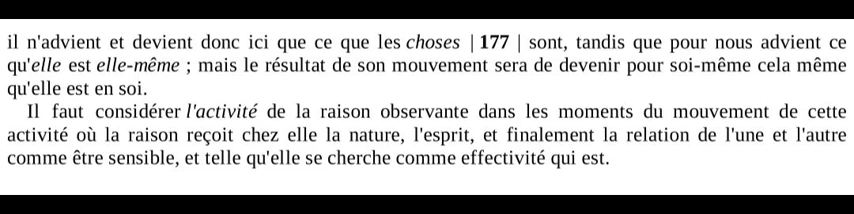 il n'advient et devient donc ici que ce que les choses | 177 | sont, tandis que pour nous advient ce
qu'elle est elle-même ; mais le résultat de son mouvement sera de devenir pour soi-même cela même
qu'elle est en soi.
Il faut considérer l'activité de la raison observante dans les moments du mouvement de cette
activité où la raison reçoit chez elle la nature, l'esprit, et finalement la relation de l'une et l'autre
comme être sensible, et telle qu'elle se cherche comme effectivité qui est.